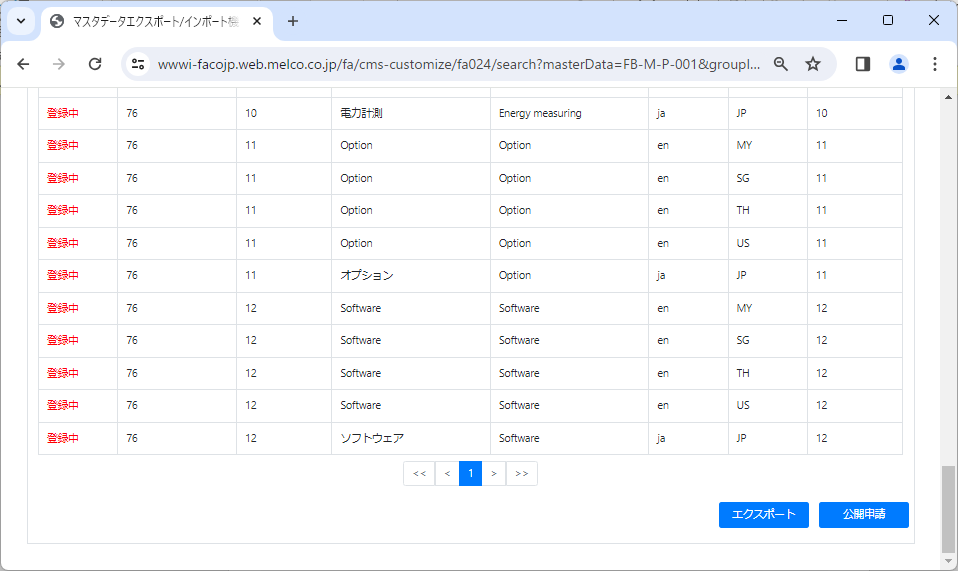 マスタデータエクスポート/インポート機
wwwi-facojp.web.melco.co.jp/fa/cms-customize/fa024/search?masterData=FB-M-P-001&groupI...
登録中 76 10 電力計測 Energy measuring ja JP 10
登録中 76 11 Option Option en MY 11
登録中 76 11 Option Option en SG 11
登録中 76 11 Option Option en TH 11
登録中 76 11 Option Option en US 11
登録中 76 11 オプション Option ja JP 11
登録中 76 12 Software Software en MY 12
登録中 76 12 Software Software en SG 12
登録中 76 12 Software Software en TH 12
登録中 76 12 Software Software en US 12
登録中 76 12 ソフトウェア Software ja JP 12
<< < 1 > >>
エクスポート 公開申請